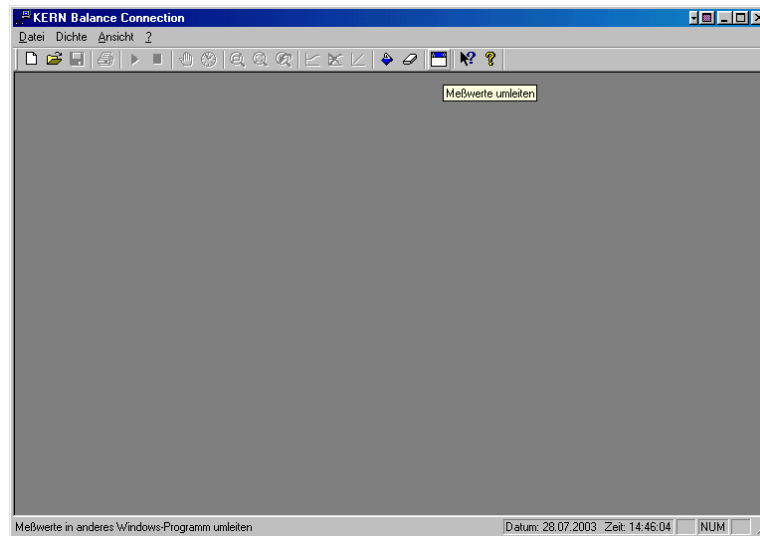 KERN Balance Connection
Datei Dichte Ansicht ?
Meßwerte umleiten
Meßwerte in anderes Windows-Programm umleiten Datum: 28.07.2003 Zeit: 14:46:04 NUM